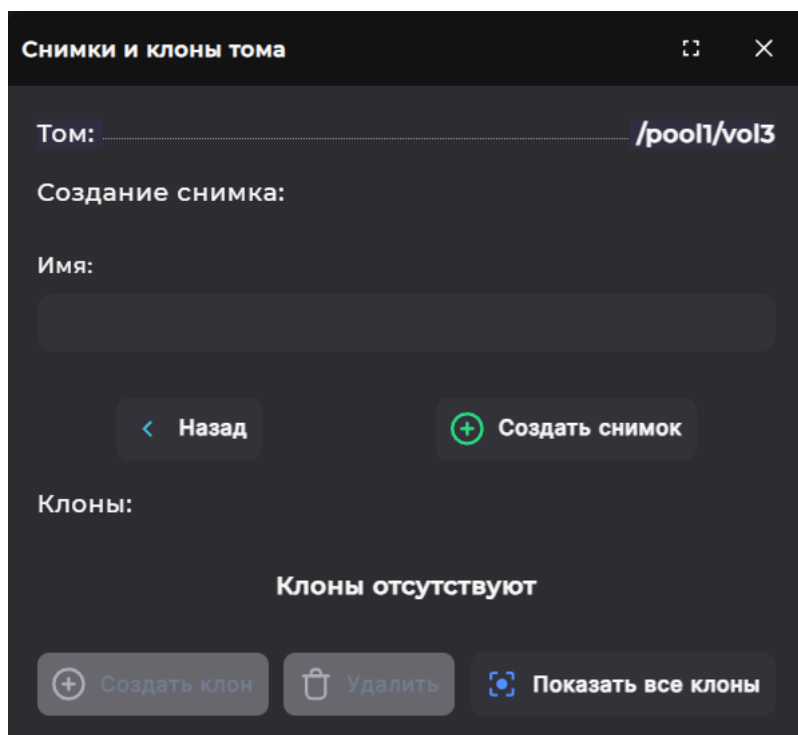 Снимки и клоны тома
Том: /pool1/vol3
Создание снимка:
Имя:
Назад Создать снимок
Клоны:
Клоны отсутствуют
Создать клон Удалить Показать все клоны